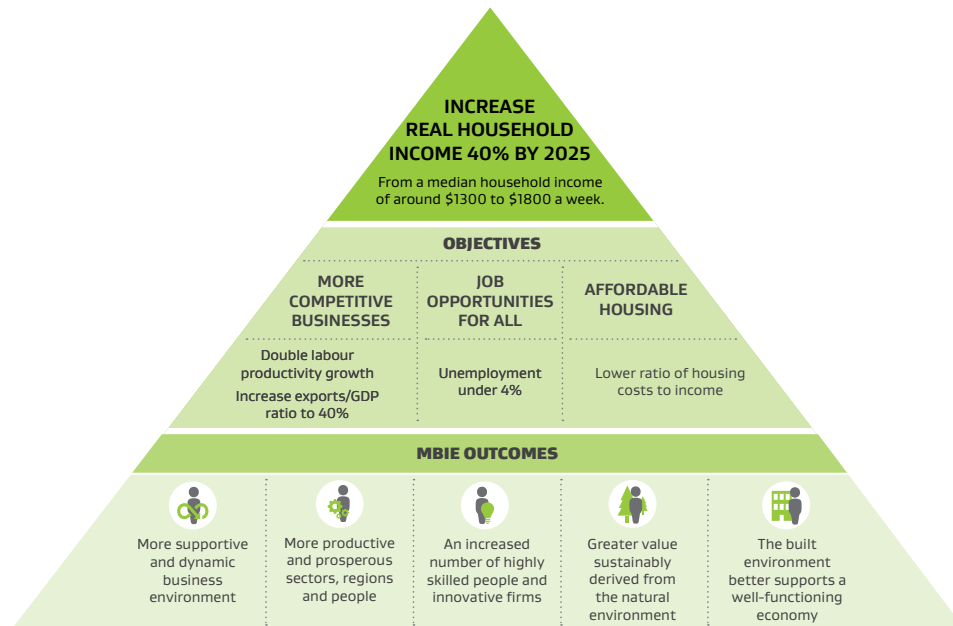 INCREASE
REAL HOUSEHOLD
INCOME 40% BY 2025
From a median household income
of around $1300 to $1800 a week.
OBJECTIVES
MORE
COMPETITIVE
BUSINESSES
Double labour
productivity growth
Increase exports/GDP
ratio to 40%
JOB
OPPORTUNITIES
FOR ALL
Unemployment
under 4%
AFFORDABLE
HOUSING
Lower ratio of housing
costs to income
MBIE OUTCOMES
More supportive
and dynamic
business
environment
More productive
and prosperous
sectors, regions
and people
An increased
number of highly
skilled people and
innovative firms
Greater value
sustainably
derived from
the natural
environment
The built
environment
better supports a
well-functioning
economy